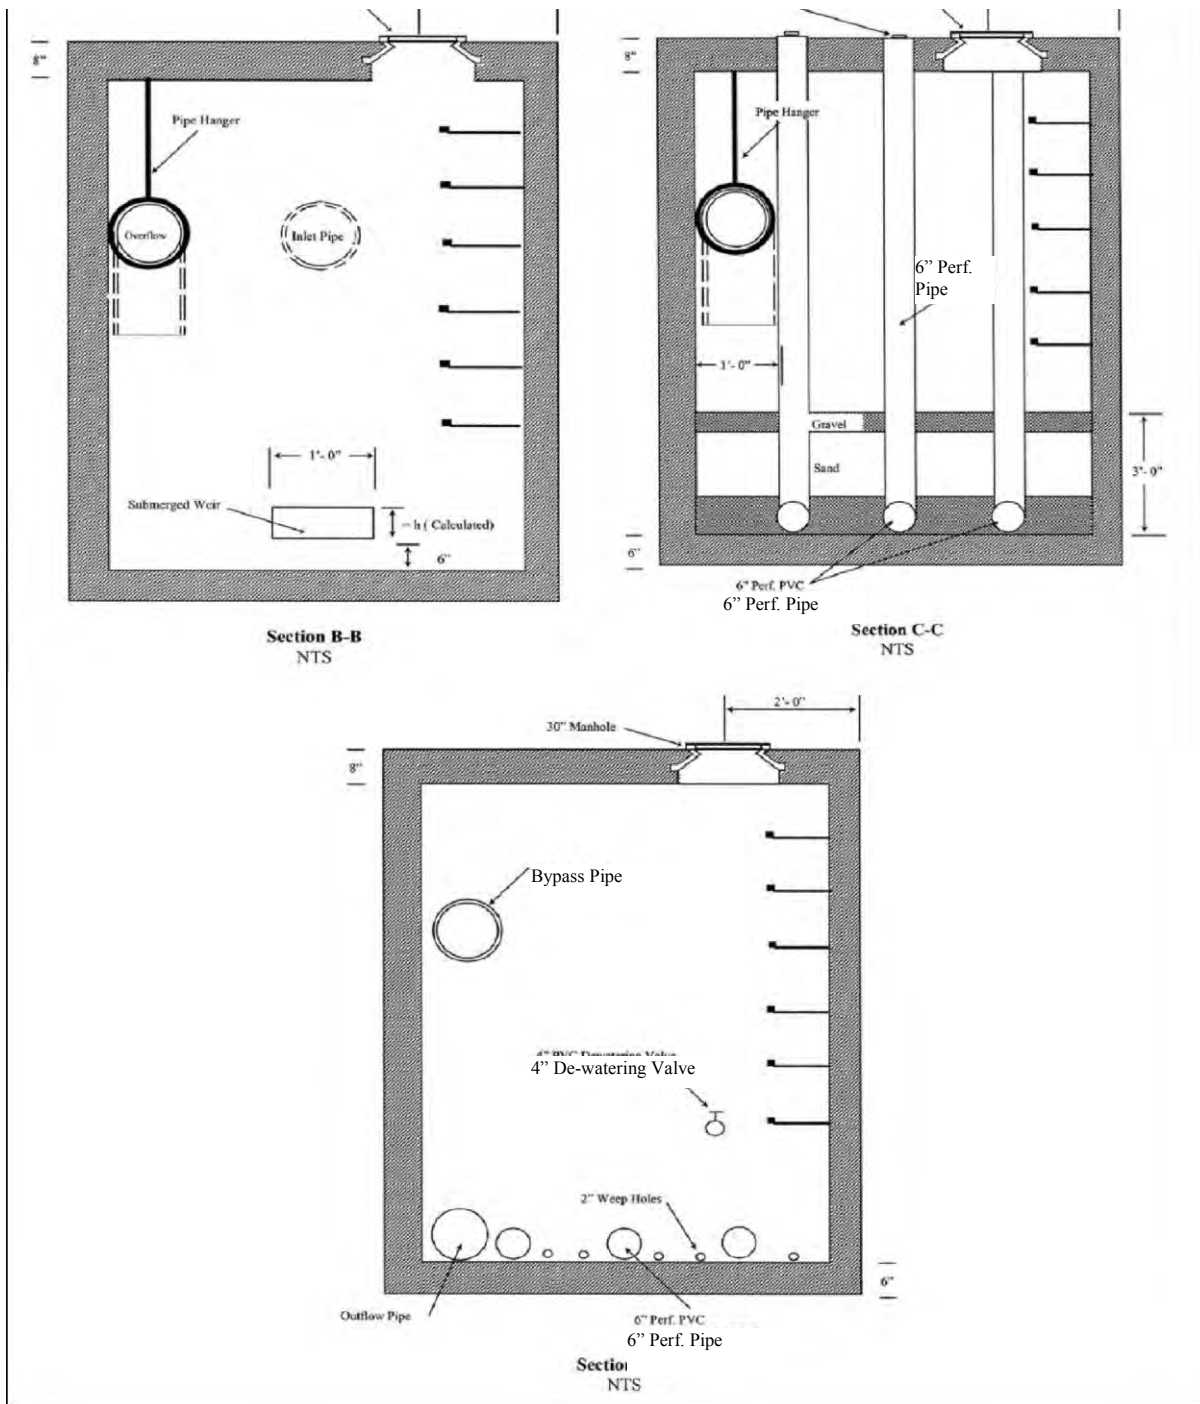 8"
Pipe Hanger
Overflow
Inlet Pipe
1'- 0"
Submerged Weir
= h ( Calculated)
6"
Section B-B
NTS
8"
Pipe Hanger
6” Perf.
Pipe
Gravel
Sand
3'- 0"
6"
6" Perf. PVC
6” Perf. Pipe
Section C-C
NTS
2'- 0"
30" Manhole
8"
Bypass Pipe
4” De-watering Valve
2" Weep Holes
6"
Outflow Pipe
6" Perf. PVC
6” Perf. Pipe
Section
NTS